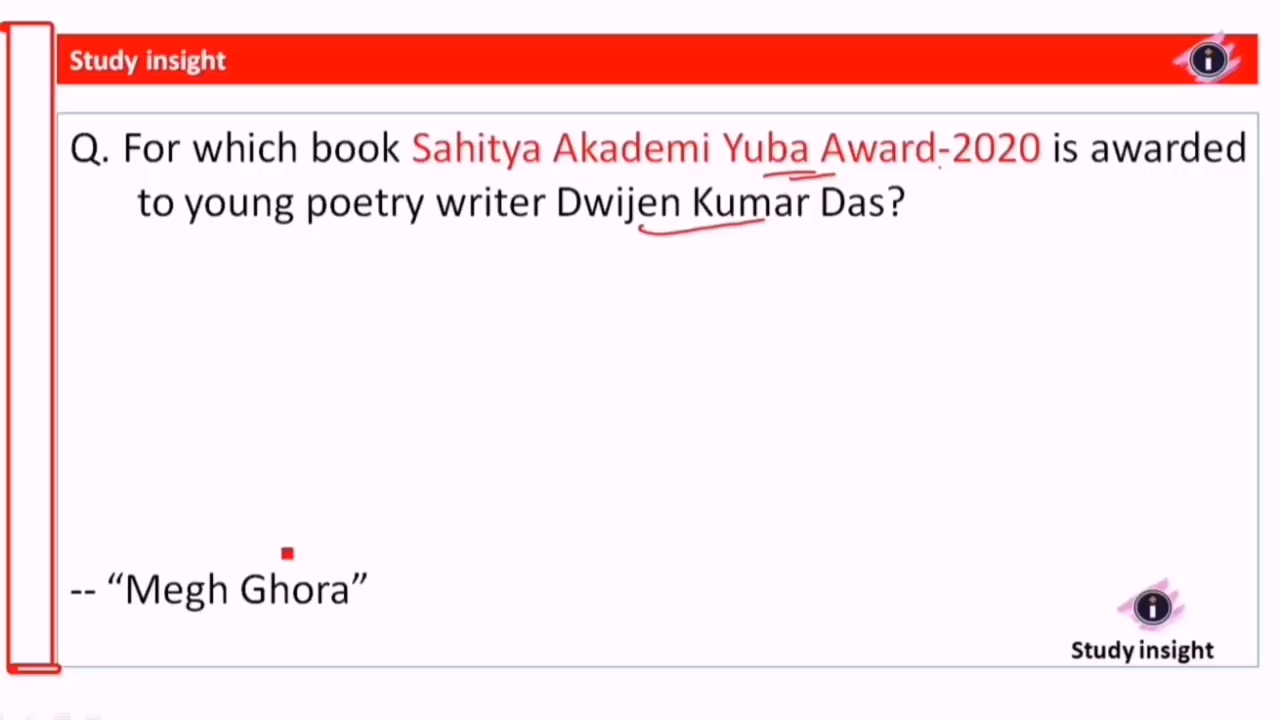 Study insight
Q. For which book Sahitya Akademi Yuba Award-2020 is awarded
to young poetry writer Dwijen Kumar Das?
-- “Megh Ghora”
Study insight